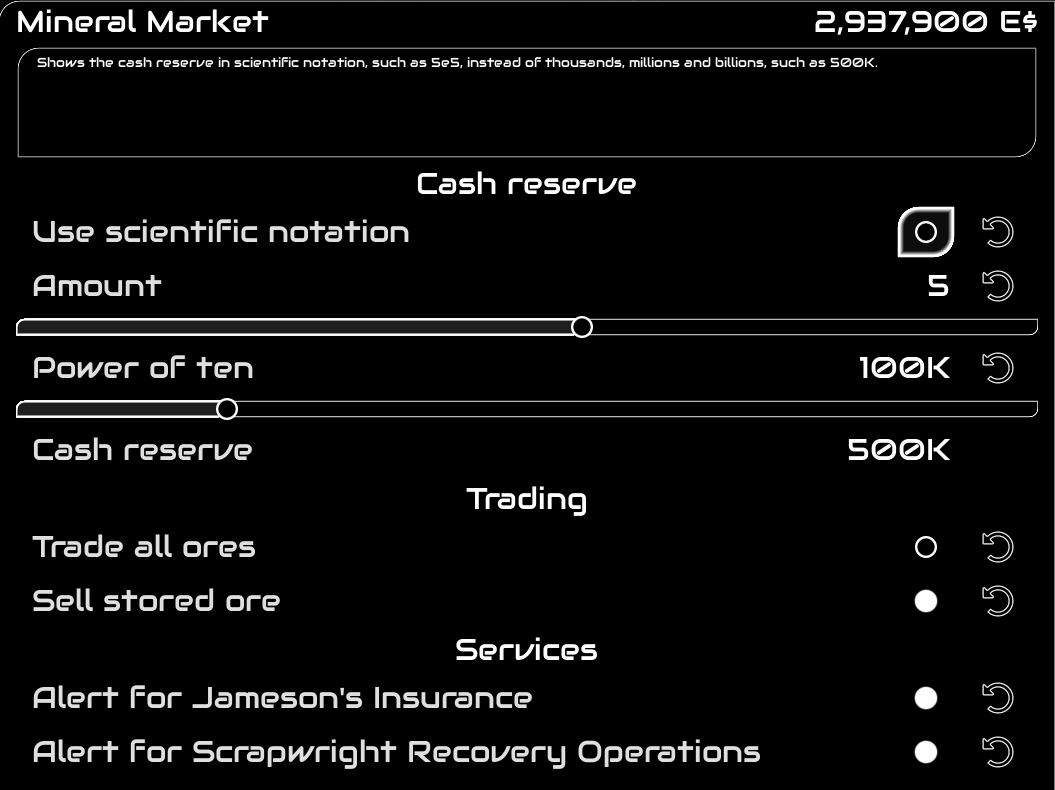 Mineral Market 2,937,900 E$
Shows the cash reserve in scientific notation, such as 5e5, instead of thousands, millions and billions, such as 500K.
Cash reserve
Use scientific notation
Amount 5
Power of ten 100K
Cash reserve 500K
Trading
Trade all ores
Sell stored ore
Services
Alert for Jameson's Insurance
Alert for Scrapwright Recovery Operations